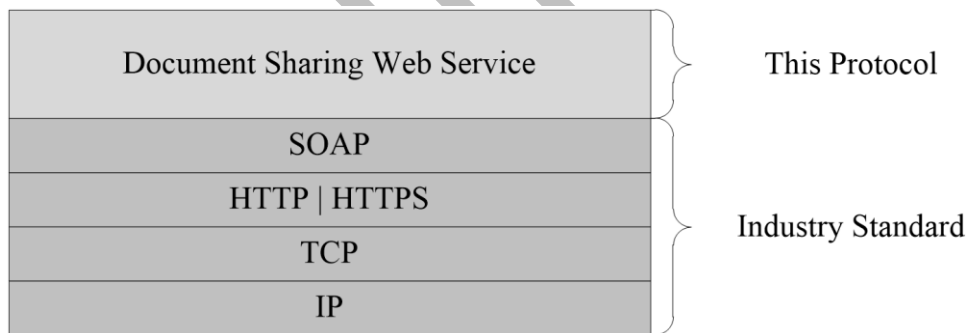 Document Sharing Web Service
This Protocol
SOAP
HTTP | HTTPS
Industry Standard
TCP
IP